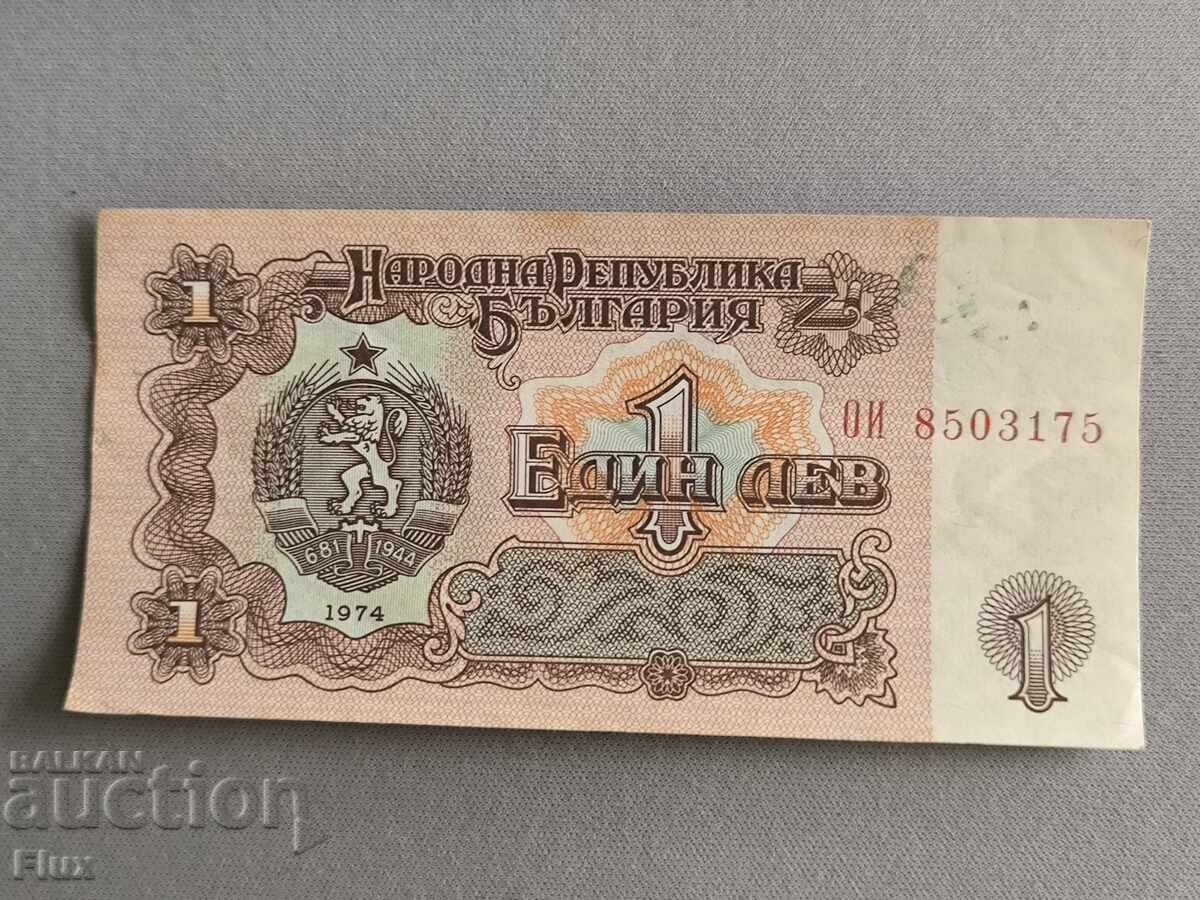 1
НАРОДНА РЕПУБЛИКА
БЪЛГАРИЯ
1
ОИ 8503175
ЕДИН ЛЕВ
681 1944
1974
1
1
BALKAN
auction
Flux